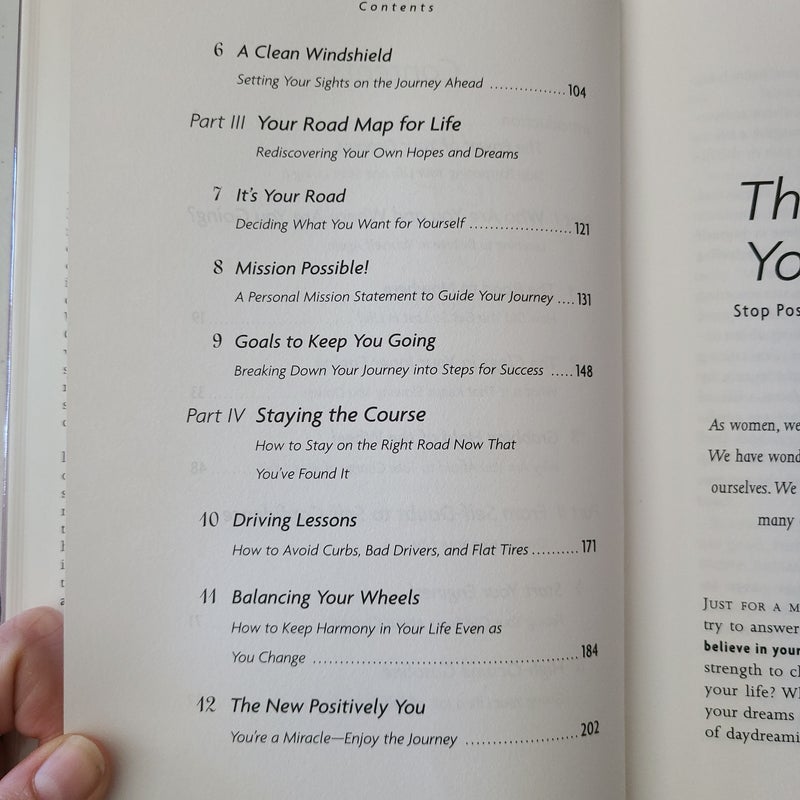 Contents
6 A Clean Windshield
Setting Your Sights on the Journey Ahead ................104
Part III Your Road Map for Life
Rediscovering Your Own Hopes and Dreams
7 It's Your Road
Deciding What You Want for Yourself .....................121
8 Mission Possible!
A Personal Mission Statement to Guide Your Journey ....131
9 Goals to Keep You Going
Breaking Down Your Journey into Steps for Success .....148
Part IV Staying the Course
How to Stay on the Right Road Now That
You've Found It
10 Driving Lessons
How to Avoid Curbs, Bad Drivers, and Flat Tires ..........171
11 Balancing Your Wheels
How to Keep Harmony in Your Life Even as
You Change ......................................................184
12 The New Positively You
You're a Miracle—Enjoy the Journey .......................202
Th
Yo
Stop Pos
As women, we
We have wond
ourselves. We
many
JUST FOR A M
try to answer
believe in your
strength to cl
your life? Wl
your dreams
of daydreami